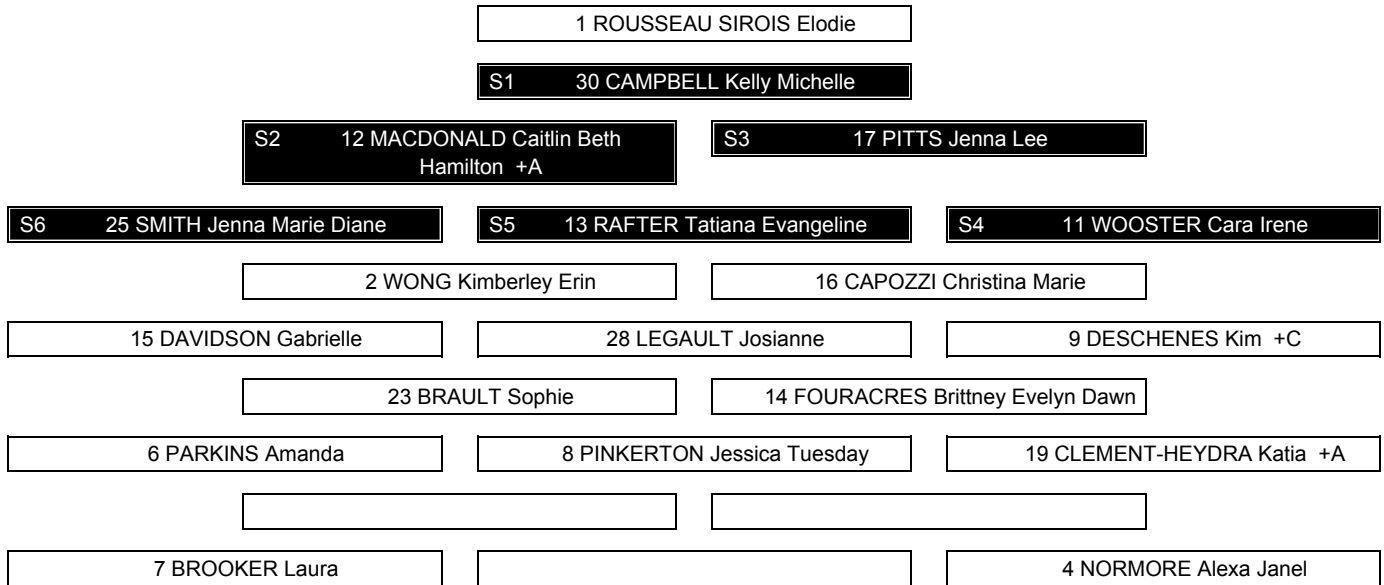 1 ROUSSEAU SIROIS Elodie
S1 30 CAMPBELL Kelly Michelle
S2 12 MACDONALD Caitlin Beth
Hamilton +A
S3 17 PITTS Jenna Lee
S6 25 SMITH Jenna Marie Diane
S5 13 RAFTER Tatiana Evangeline
S4 11 WOOSTER Cara Irene
2 WONG Kimberley Erin
16 CAPOZZI Christina Marie
15 DAVIDSON Gabrielle
28 LEGAULT Josianne
9 DESCHENES Kim +C
23 BRAULT Sophie
14 FOURACRES Brittney Evelyn Dawn
6 PARKINS Amanda
8 PINKERTON Jessica Tuesday
19 CLEMENT-HEYDRA Katia +A
7 BROOKER Laura
4 NORMORE Alexa Janel